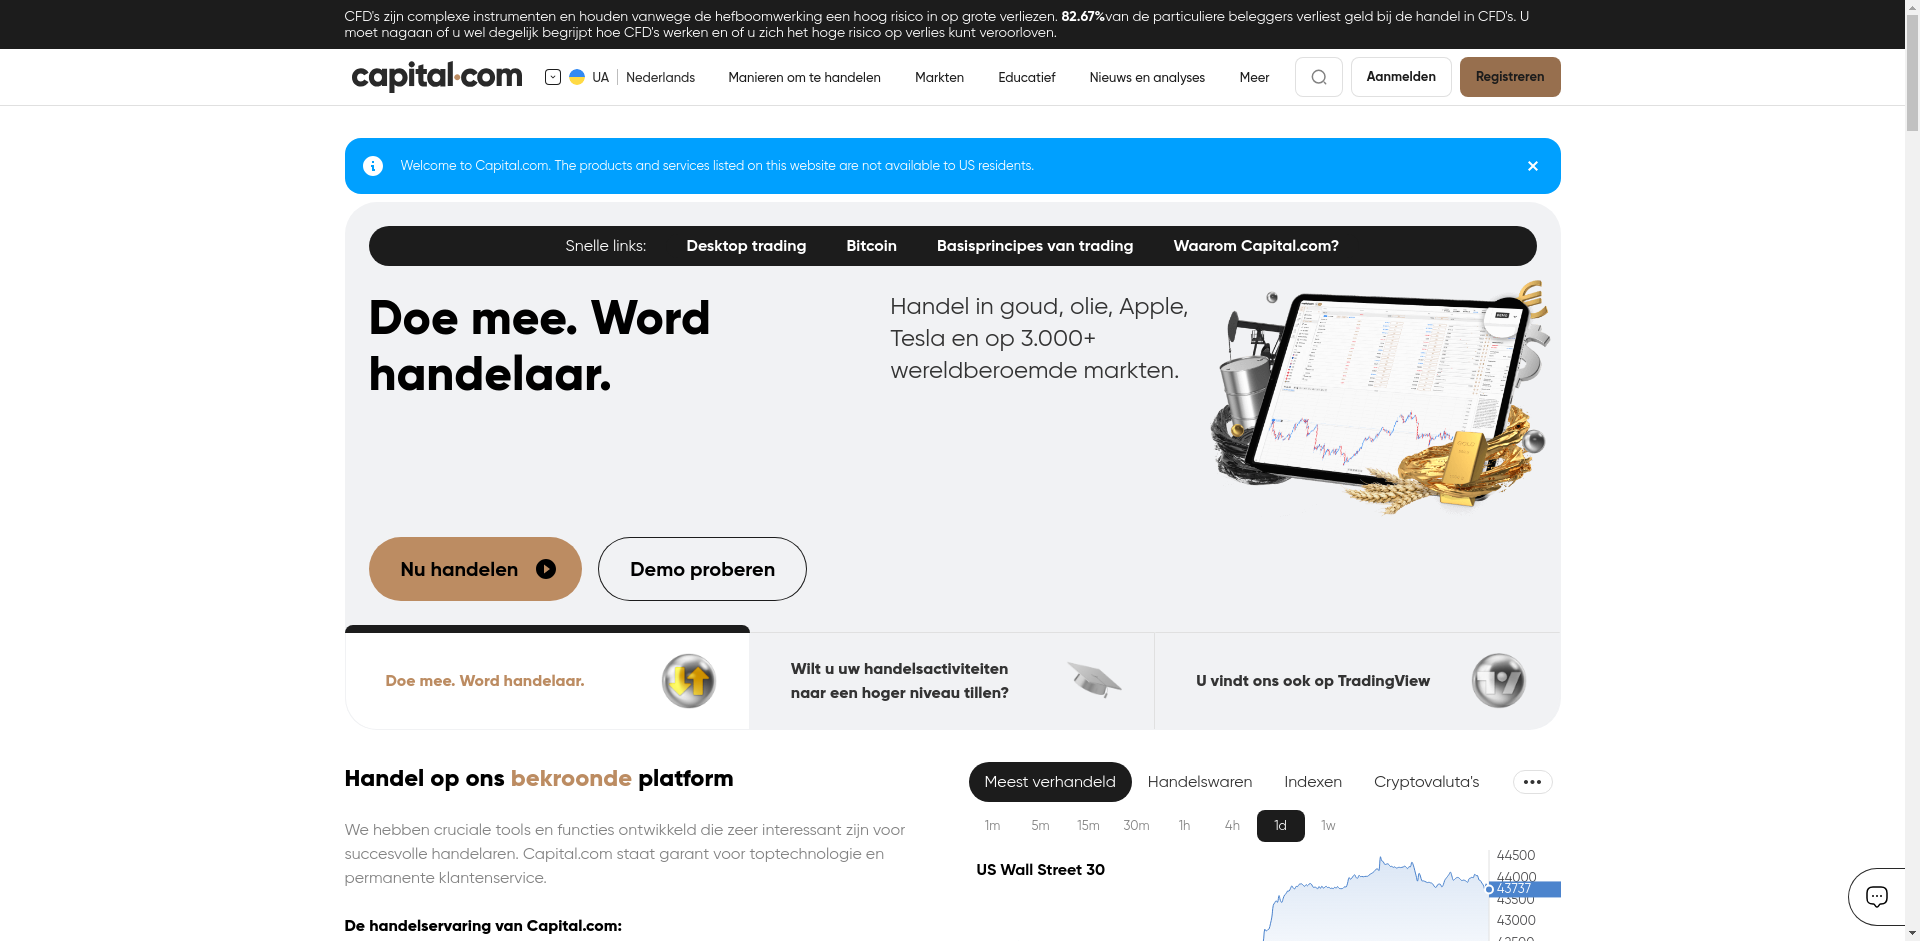 CFD's zijn complexe instrumenten en houden vanwege de hefboomwerking een hoog risico in op grote verliezen. 82.67%van de particuliere beleggers verliest geld bij de handel in CFD's. U
moet nagaan of u wel degelijk begrijpt hoe CFD's werken en of u zich het hoge risico op verlies kunt veroorloven.
capital.com
UA
Nederlands
Manieren om te handelen
Markten
Educatief
Nieuws en analyses
Meer
Aanmelden
Registreren
Welcome to Capital.com. The products and services listed on this website are not available to US residents.
Snelle links:
Desktop trading
Bitcoin
Basisprincipes van trading
Waarom Capital.com?
Doe mee. Word
handelaar.
Handel in goud, olie, Apple,
Tesla en op 3.000+
wereldberoemde markten.
Nu handelen
Demo proberen
Doe mee. Word handelaar.
Wilt u uw handelsactiviteiten
naar een hoger niveau tillen?
U vindt ons ook op TradingView
Handel op ons bekroonde platform
We hebben cruciale tools en functies ontwikkeld die zeer interessant zijn voor
succesvolle handelaren. Capital.com staat garant voor toptechnologie en
permanente klantenservice.
De handelservaring van Capital.com:
Meest verhandeld
Handelswaren
Indexen
Cryptovaluta's
1m
5m
15m
30m
1h
4h
1d
1w
US Wall Street 30
44500
44000
43737
43500
43000